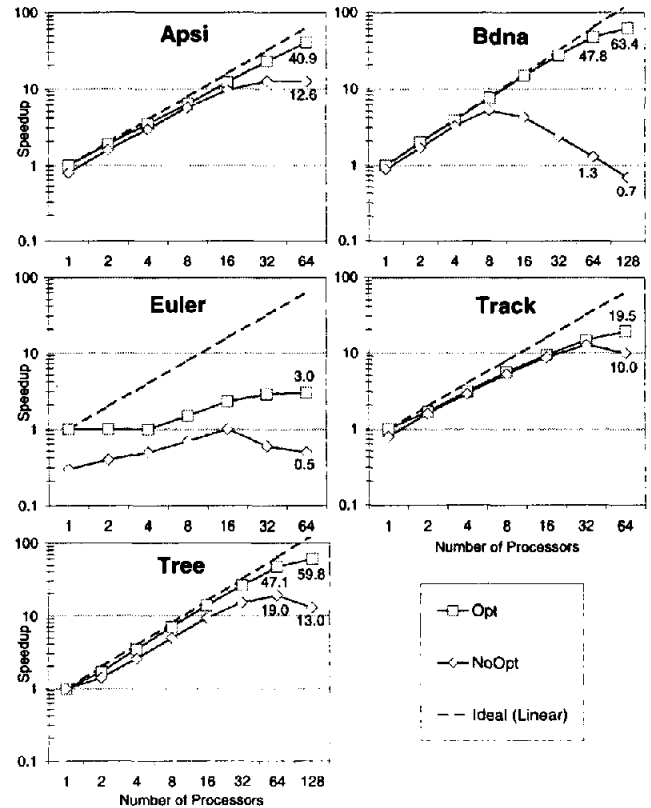 Apsi
Speedup
100
10
1
0.1
40.9
12.6
1 2 4 8 16 32 64
Bdna
100
10
1
0.1
47.8
63.4
1.3
0.7
1 2 4 8 16 32 64 128
Euler
Speedup
100
10
1
0.1
3.0
0.5
1 2 4 8 16 32 64
Track
100
10
1
0.1
19.5
10.0
1 2 4 8 16 32 64
Number of Processors
Tree
Speedup
100
10
1
0.1
47.1
59.8
19.0
13.0
1 2 4 8 16 32 64 128
Number of Processors
Opt
NoOpt
Ideal (Linear)